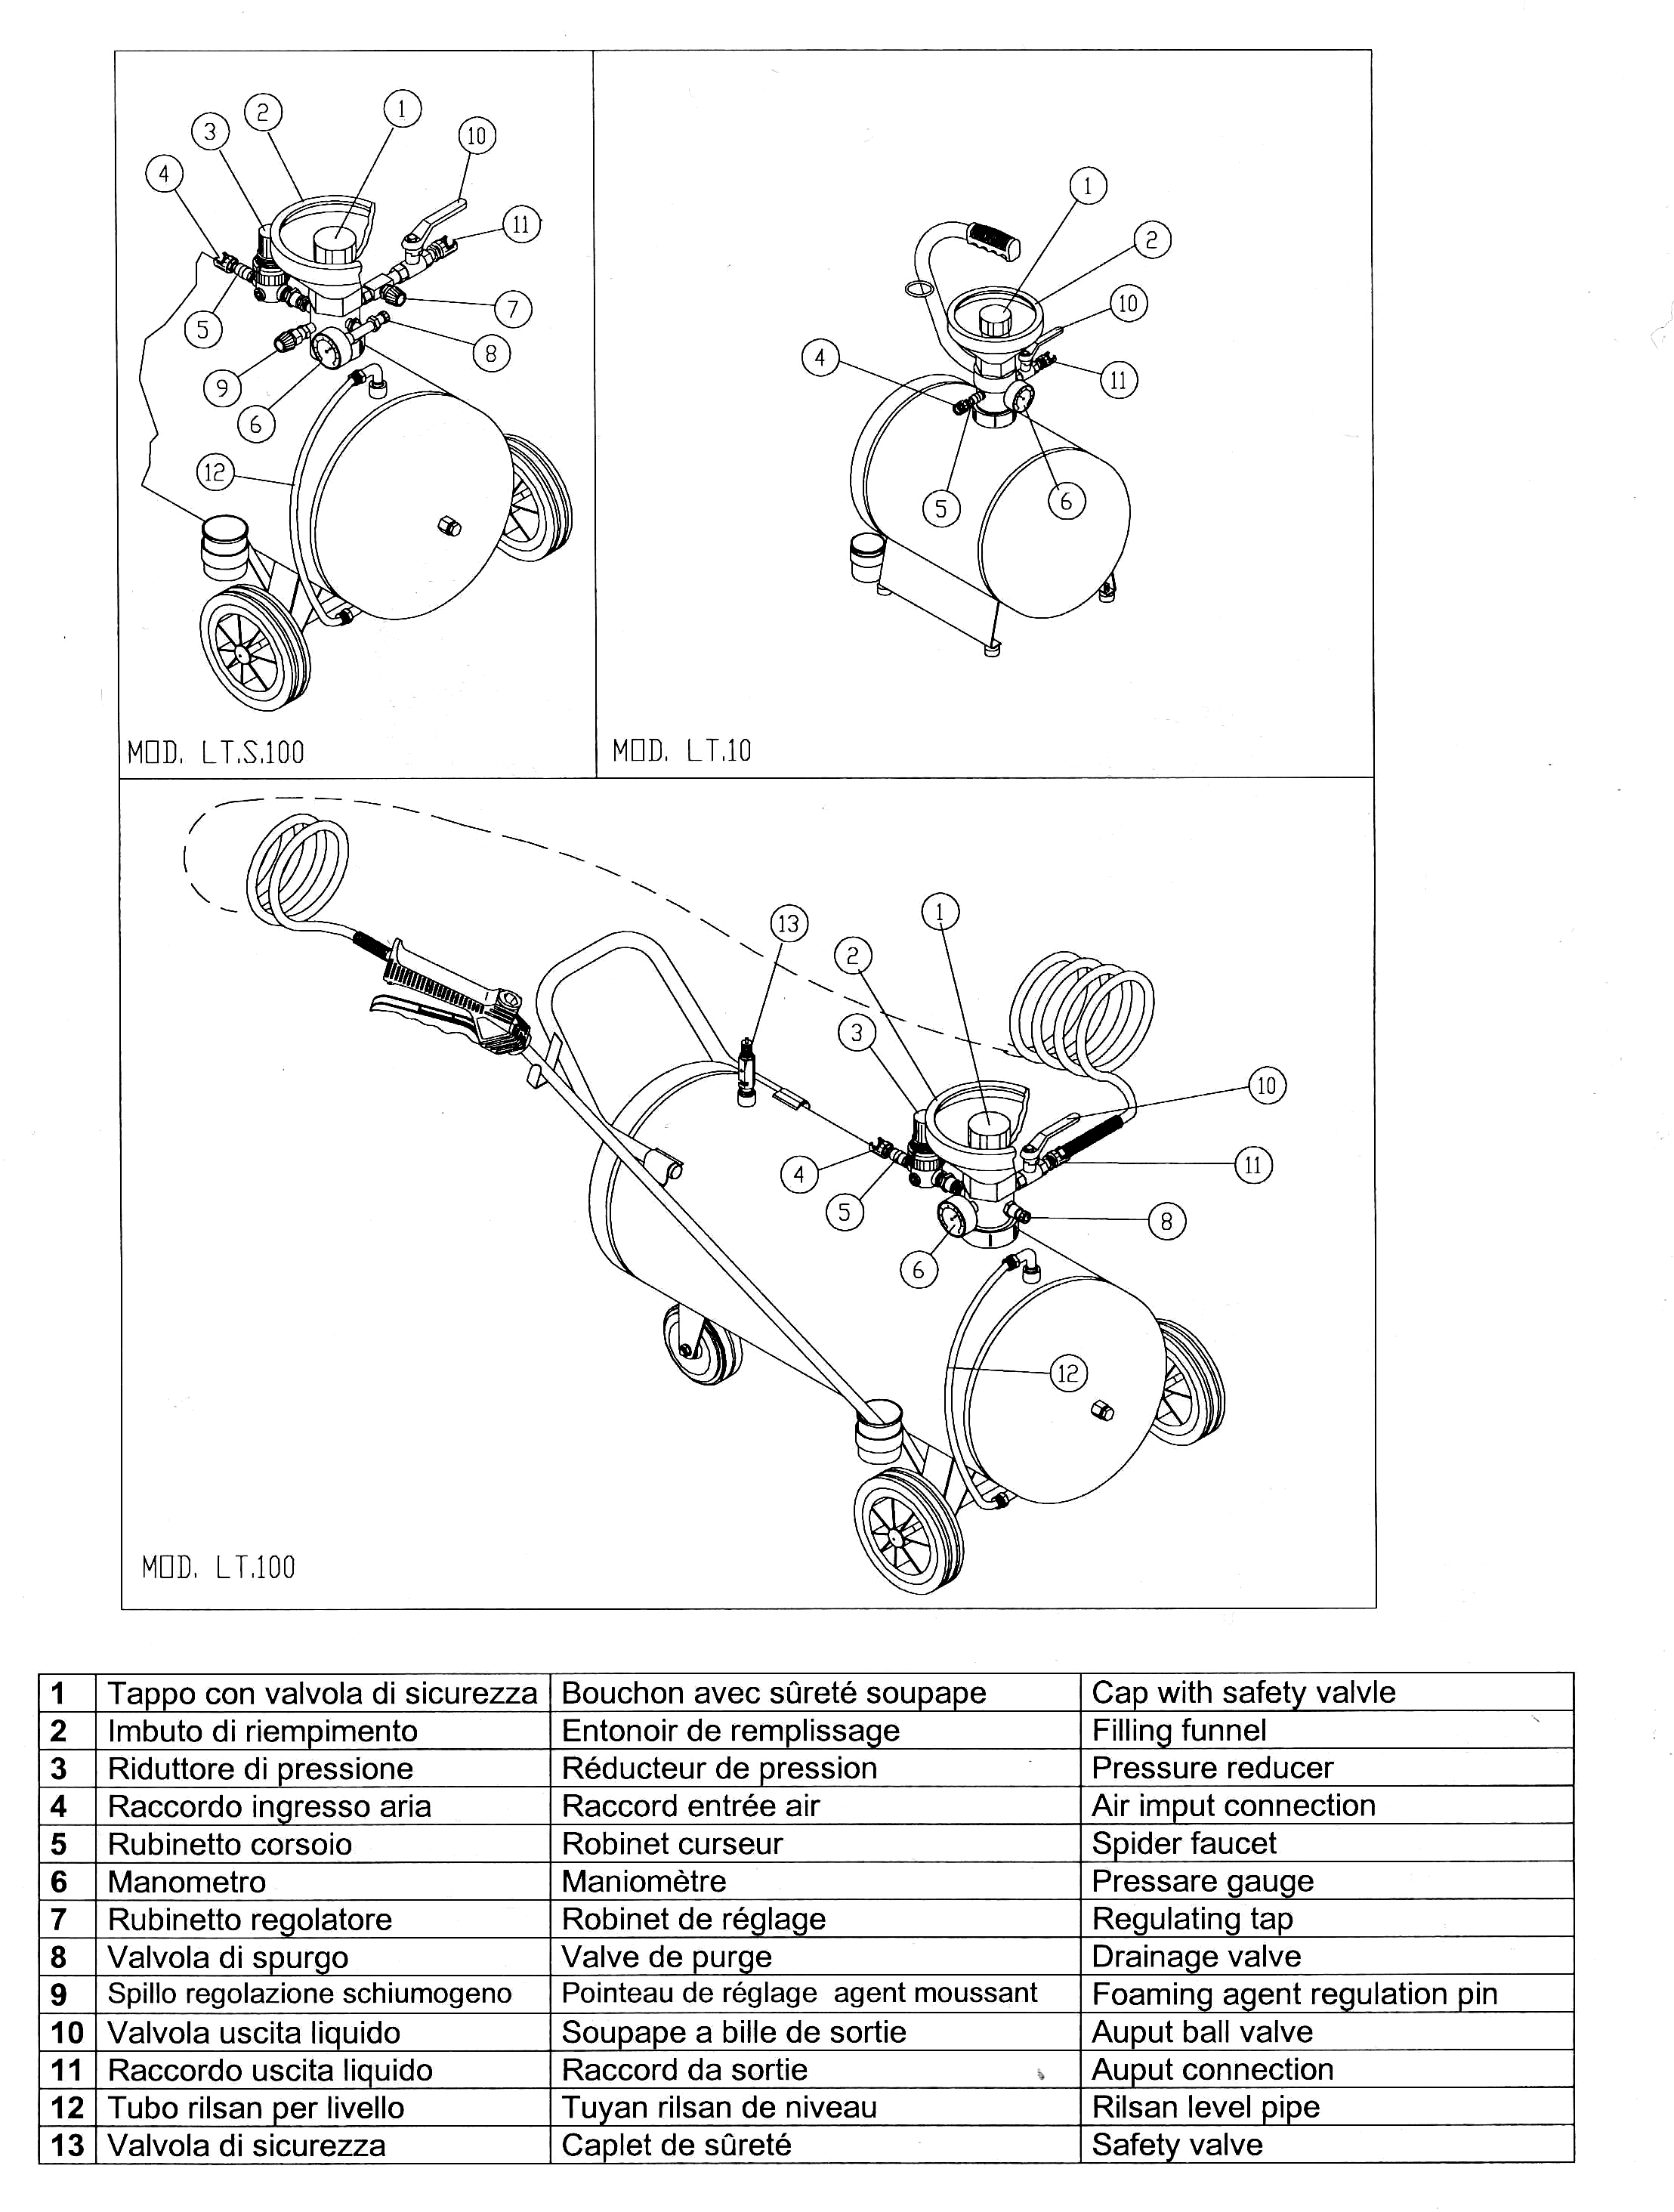 1
2
3
10
4
11
7
5
8
9
6
12
MOD. LT.S.100
1
2
10
4
11
5
6
MOD. LT.10
1
13
2
3
10
11
4
5
8
6
12
MOD. LT.100
1 Tappo con valvola di sicurezza Bouchon avec sûreté soupape Cap with safety valvle
2 Imbuto di riempimento Entonoir de remplissage Filling funnel
3 Riduttore di pressione Réducteur de pression Pressure reducer
4 Raccordo ingresso aria Raccord entrée air Air imput connection
5 Rubinetto corsoio Robinet curseur Spider faucet
6 Manometro Maniomètre Pressare gauge
7 Rubinetto regolatore Robinet de réglage Regulating tap
8 Valvola di spurgo Valve de purge Drainage valve
9 Spillo regolazione schiumogeno Pointeau de réglage agent moussant Foaming agent regulation pin
10 Valvola uscita liquido Soupape a bille de sortie Auput ball valve
11 Raccordo uscita liquido Raccord da sortie Auput connection
12 Tubo rilsan per livello Tuyan rilsan de niveau Rilsan level pipe
13 Valvola di sicurezza Caplet de sûreté Safety valve